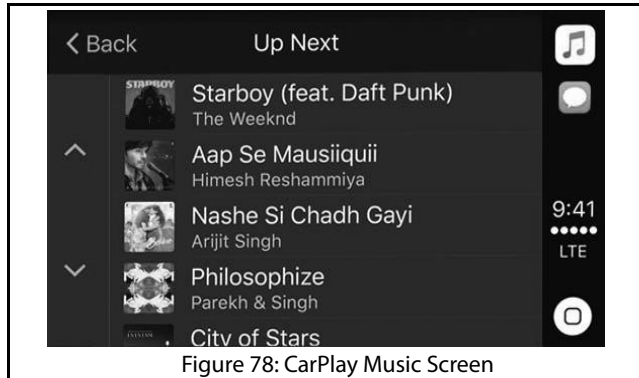 Back
Up Next
STARBOY
Starboy (feat. Daft Punk)
The Weeknd
Aap Se Mausiiquii
Himesh Reshammiya
Nashe Si Chadh Gayi
Arijit Singh
Philosophize
Parekh & Singh
City of Stars
9:41
LTE
Figure 78: CarPlay Music Screen